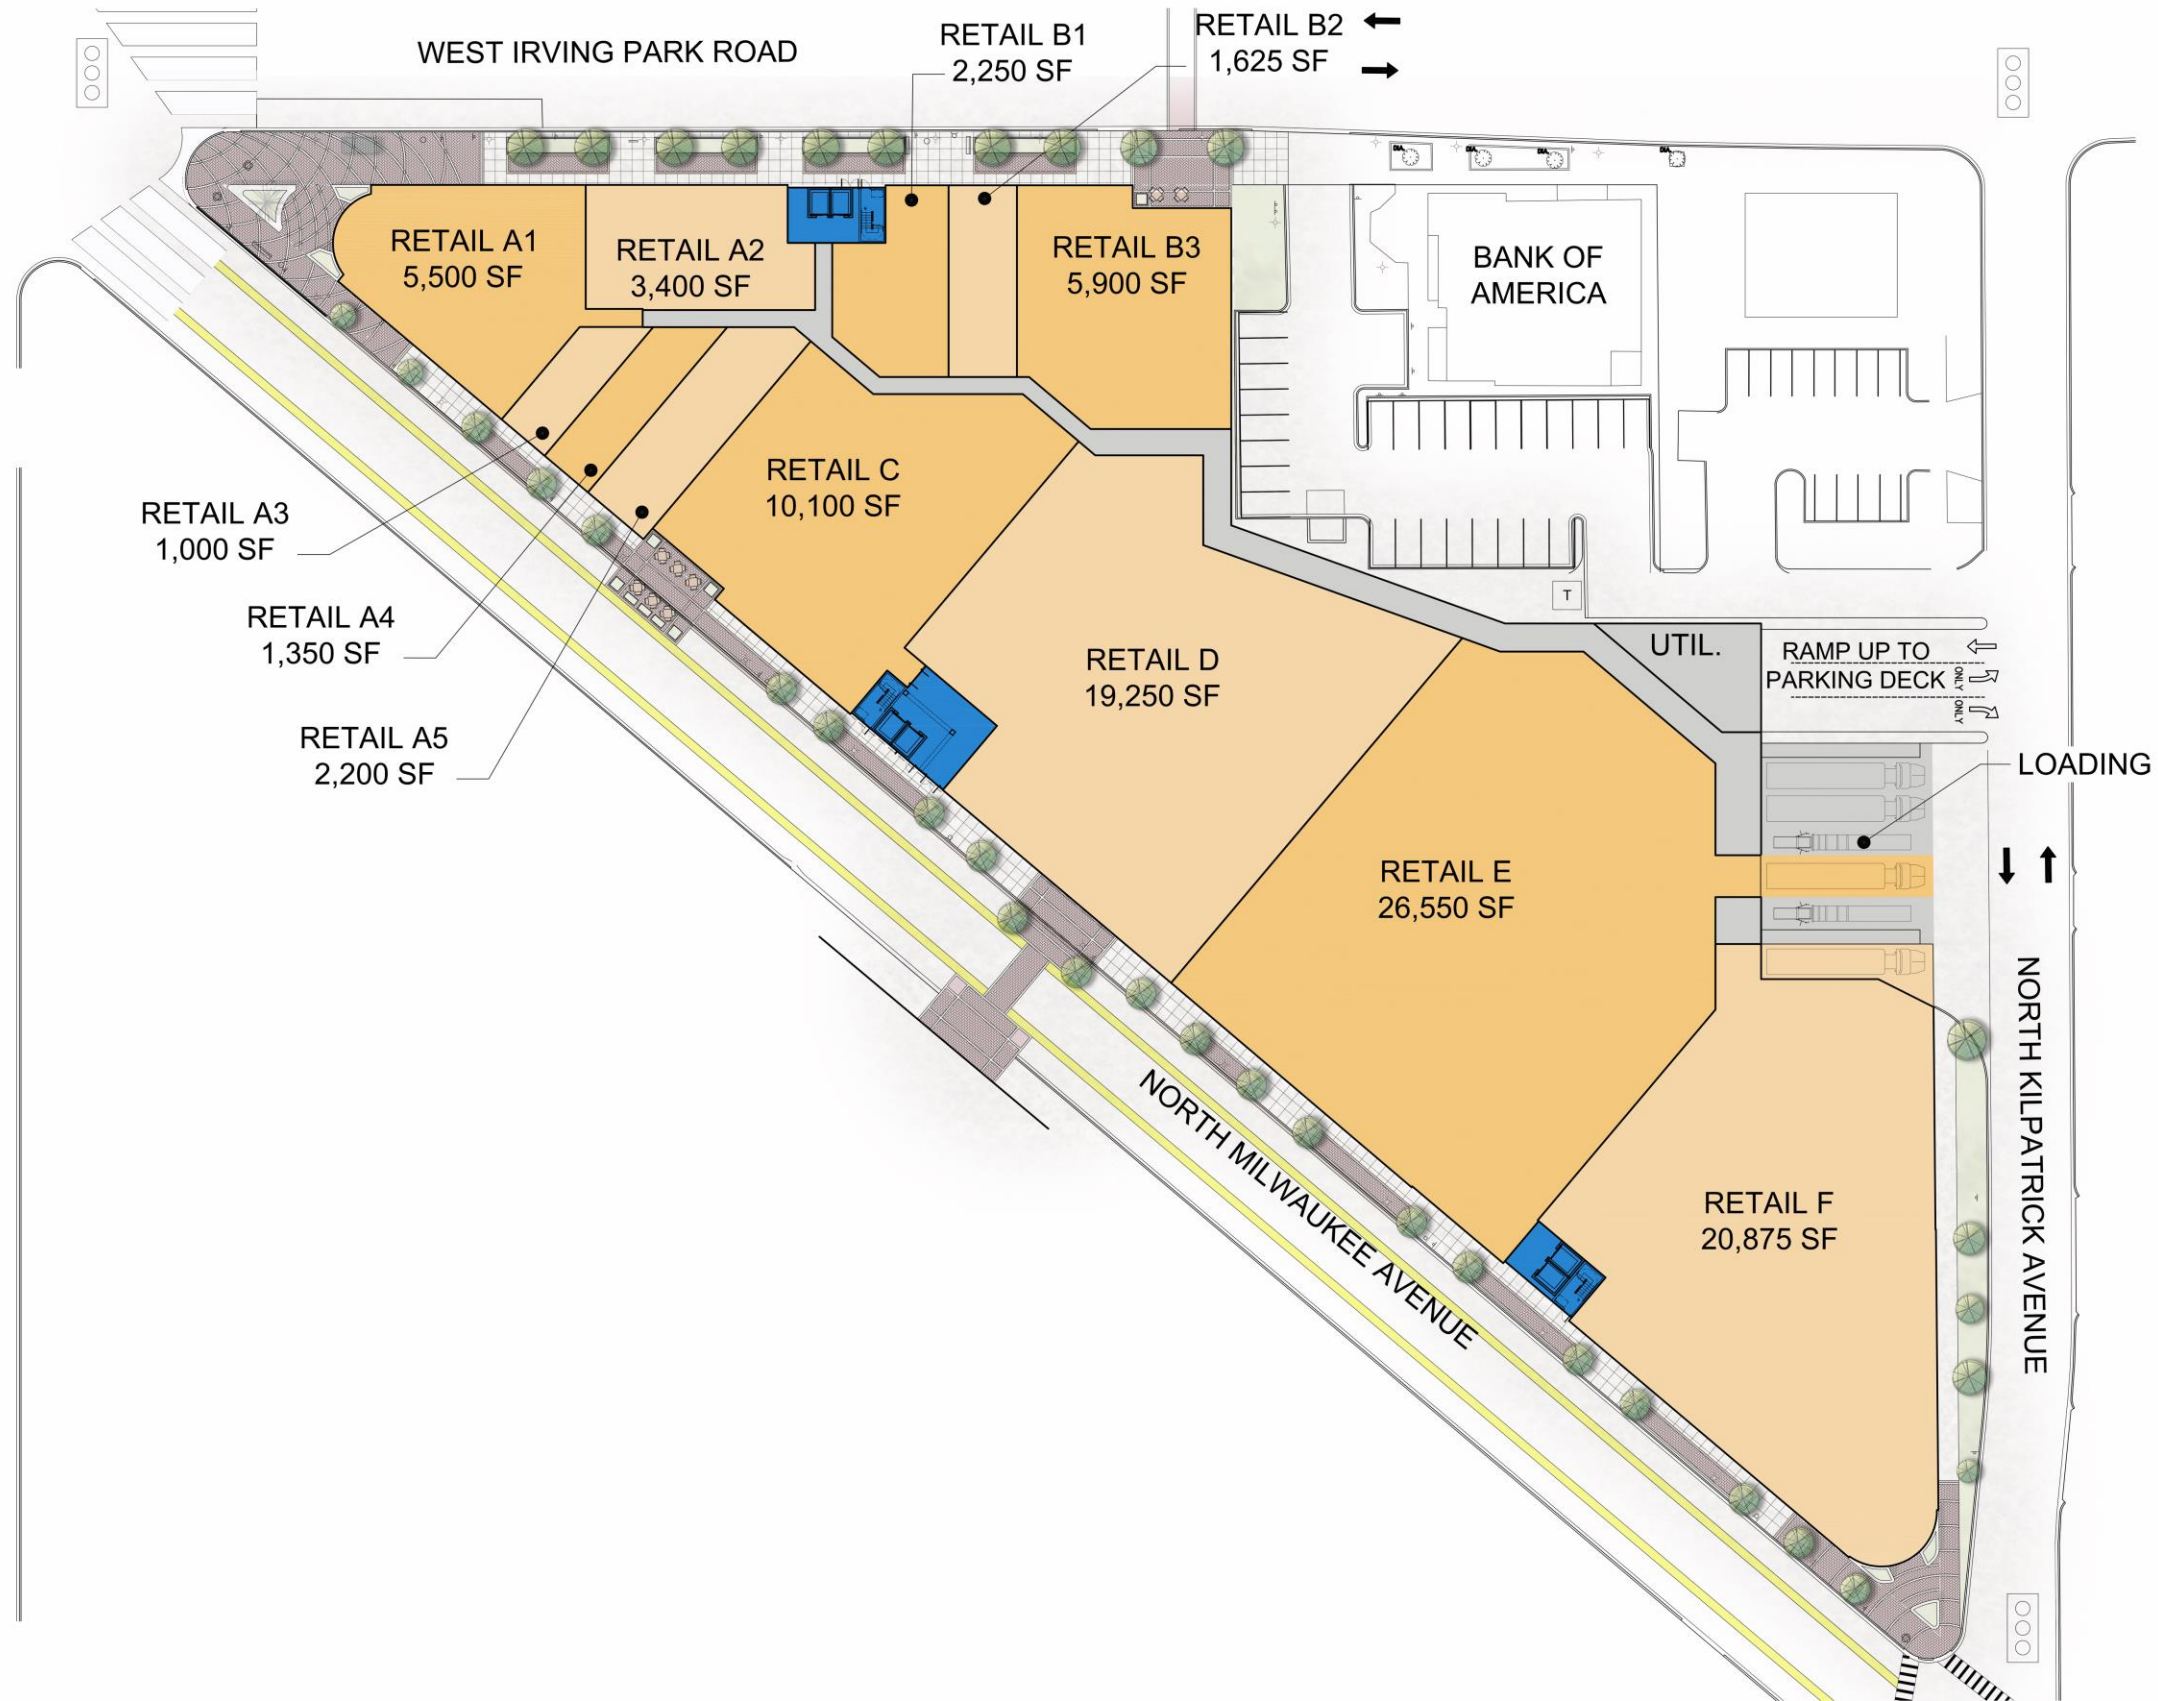 WEST IRVING PARK ROAD
RETAIL B1
2,250 SF
RETAIL B2
1,625 SF
RETAIL A1
5,500 SF
RETAIL A2
3,400 SF
RETAIL B3
5,900 SF
BANK OF
AMERICA
RETAIL C
10,100 SF
RETAIL A3
1,000 SF
RETAIL A4
1,350 SF
RETAIL A5
2,200 SF
T
RETAIL D
19,250 SF
UTIL.
RAMP UP TO
PARKING DECK
ONLY
ONLY
LOADING
RETAIL E
26,550 SF
NORTH KILPATRICK AVENUE
NORTH MILWAUKEE AVENUE
RETAIL F
20,875 SF